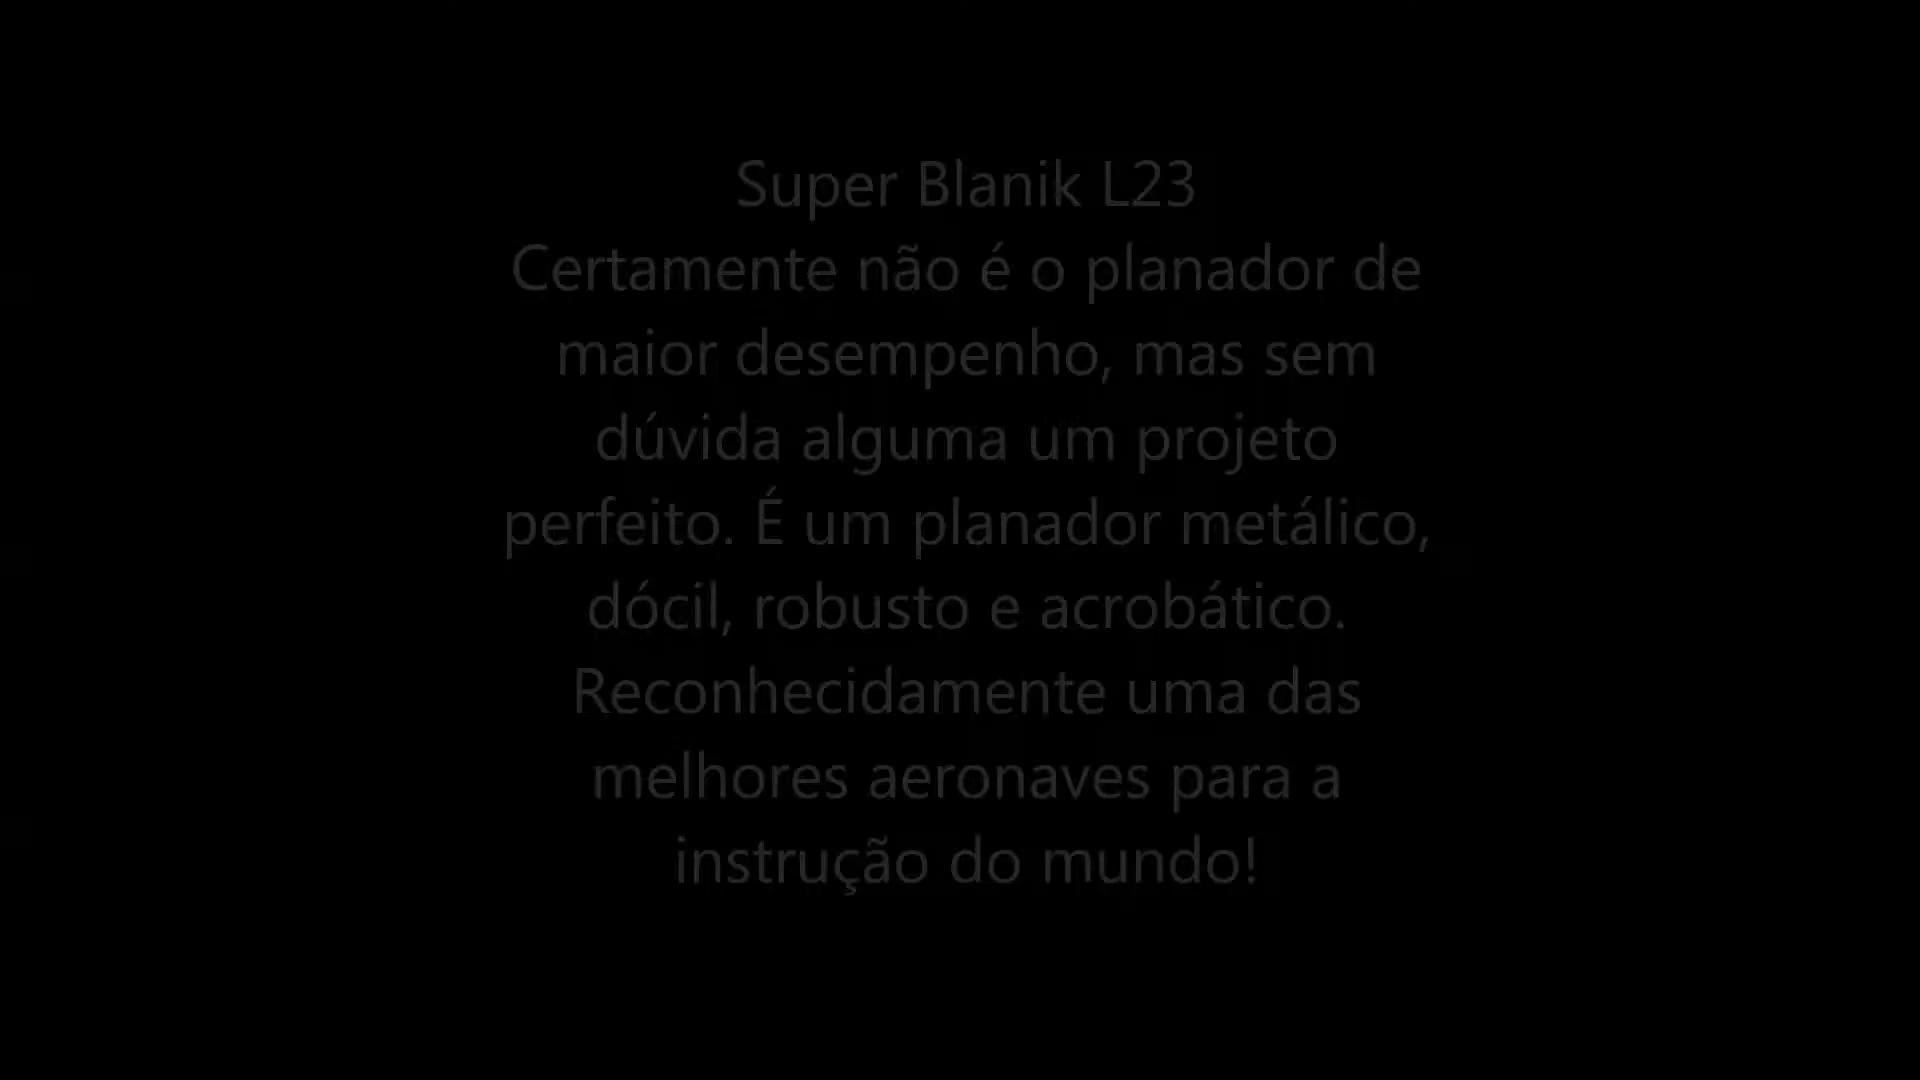 Super Blanik L23
Certamente não é o planador de
maior desempenho, mas sem
dúvida alguma um projeto
perfeito. É um planador metálico,
dócil, robusto e acrobático.
Reconhecidamente uma das
melhores aeronaves para a
instrução do mundo!